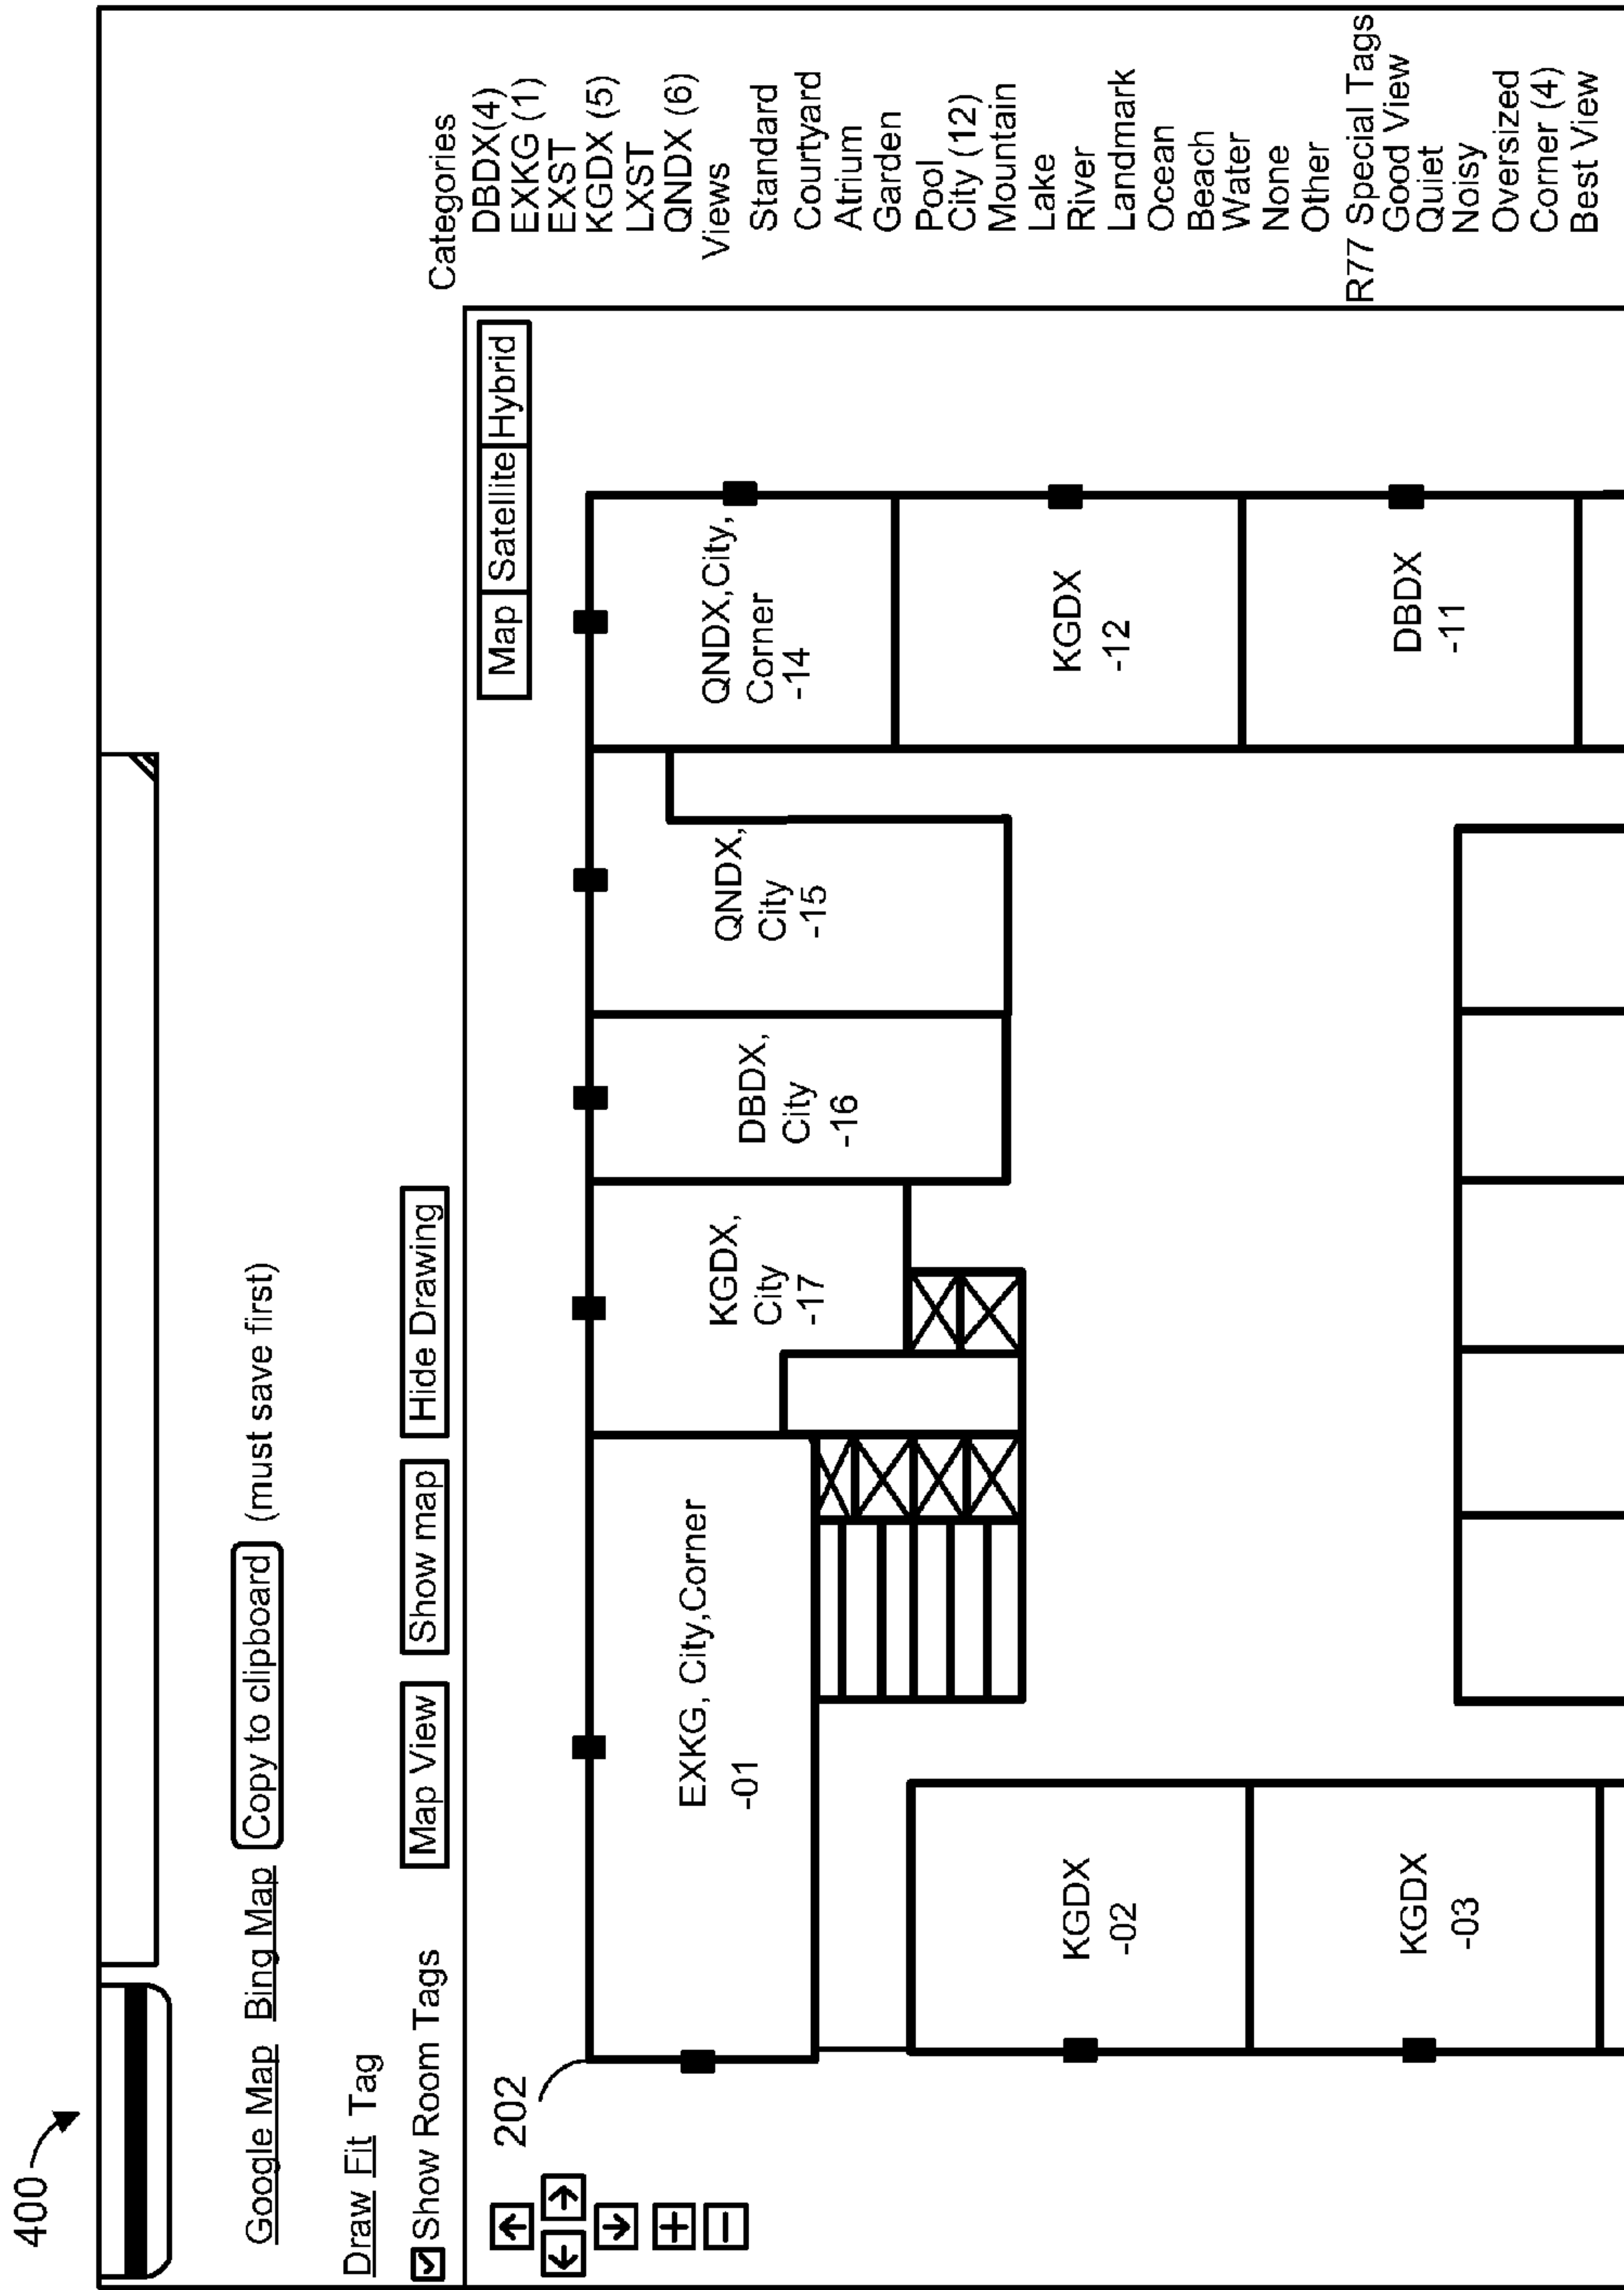 400
Google Map Bing Map Copy to clipboard (must save first)
Draw Fit Tag
Show Room Tags Map View Show map Hide Drawing
202
Map Satellite Hybrid
EXKG, City,Corner
-01
KGDX,
City
-17
DBDX,
City
-16
QNDX,
City
-15
QNDX,City,
Corner
-14
KGDX
-02
KGDX
-12
KGDX
-03
DBDX
-11
Categories
DBDX(4)
EXKG (1)
EXST
KGDX (5)
LXST
QNDX (6)
Views
Standard
Courtyard
Atrium
Garden
Pool
City (12)
Mountain
Lake
River
Landmark
Ocean
Beach
Water
None
Other
R77 Special Tags
Good View
Quiet
Noisy
Oversized
Corner (4)
Best View